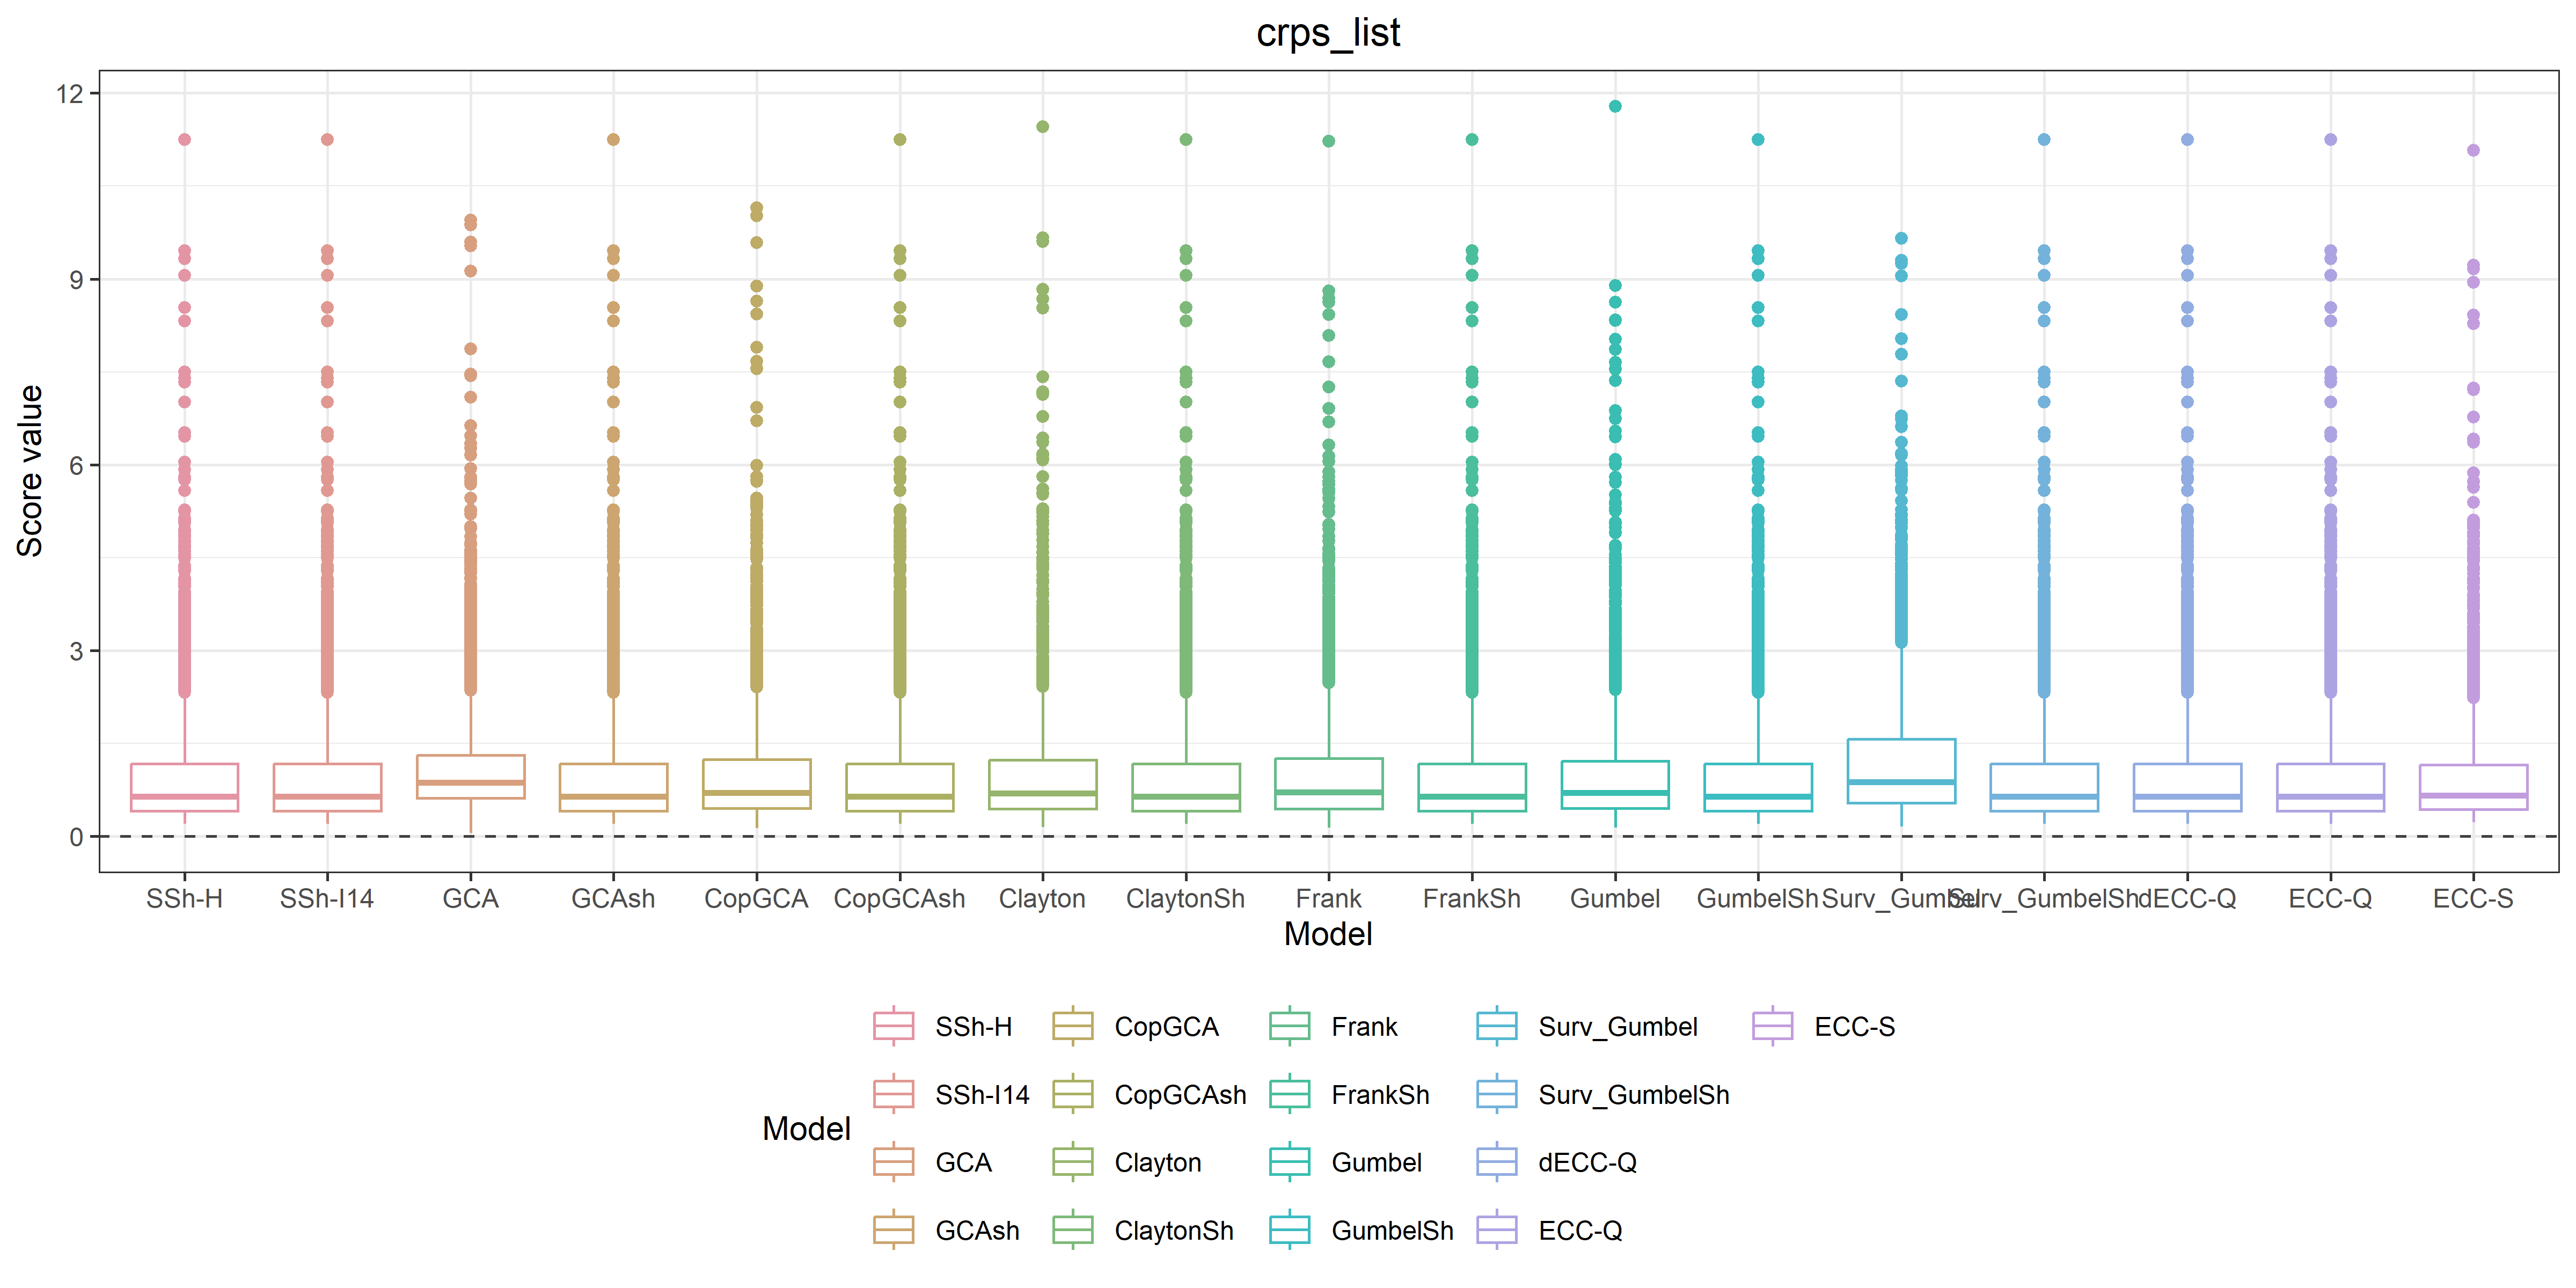 crps_list
12
9
6
3
0
Score value
SSh-H SSh-I14 GCA GCAsh CopGCA CopGCAsh Clayton ClaytonSh Frank FrankSh Gumbel GumbelSh Surv_Gumbel Surv_GumbelSh dECC-Q ECC-Q ECC-S
Model
Model
SSh-H CopGCA Frank Surv_Gumbel ECC-S
SSh-I14 CopGCAsh FrankSh Surv_GumbelSh
GCA Clayton Gumbel dECC-Q
GCAsh ClaytonSh GumbelSh ECC-Q